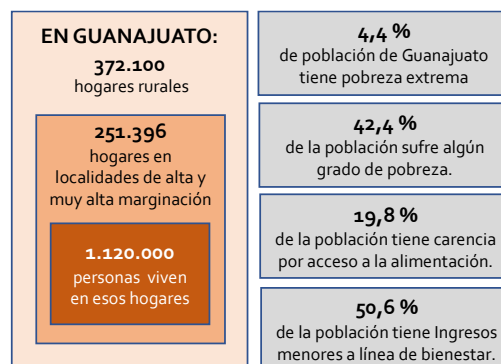 EN GUANAJUATO:
372.100
hogares rurales
251.396
hogares en
localidades de alta y
muy alta marginación
1.120.000
personas viven
en esos hogares
4,4 %
de población de Guanajuato
tiene pobreza extrema
42,4 %
de la población sufre algún
grado de pobreza.
19,8 %
de la población tiene carencia
por acceso a la alimentación.
50,6 %
de la población tiene Ingresos
menores a línea de bienestar.